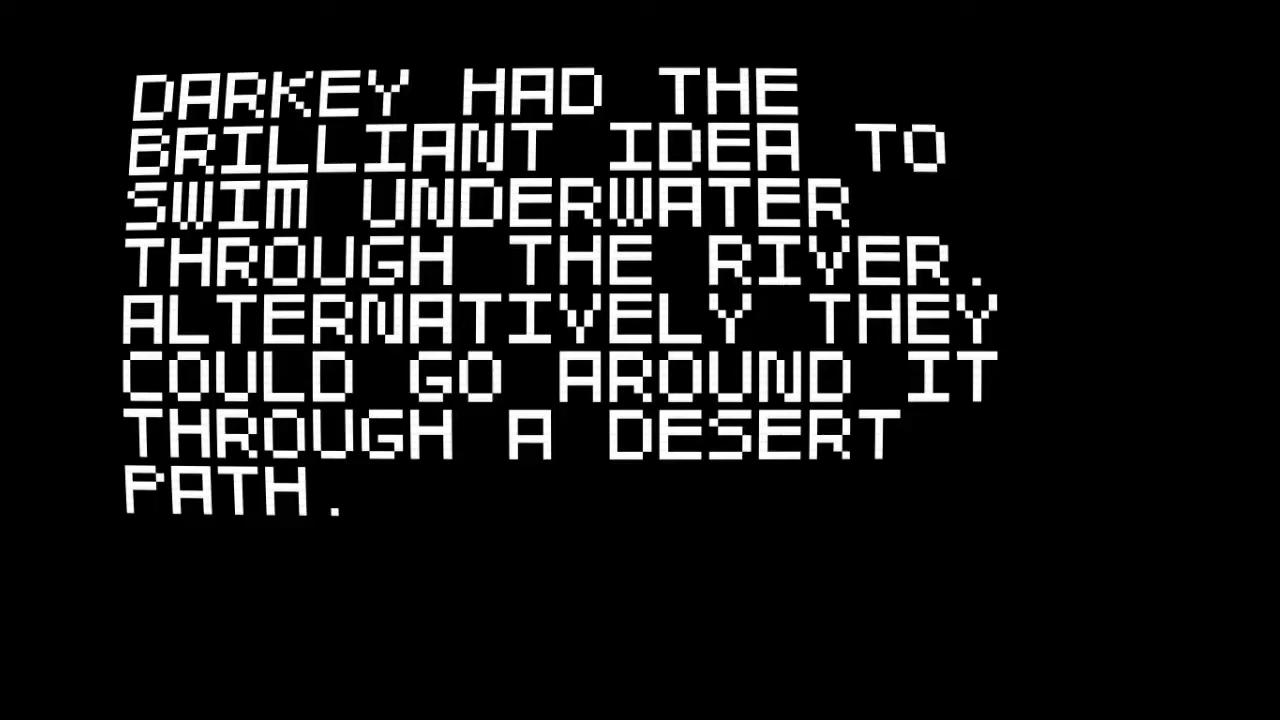 DARKEY HAD THE
BRILLIANT IDEA TO
SWIM UNDERWATER
THROUGH THE RIVER.
ALTERNATIVELY THEY
COULD GO AROUND IT
THROUGH A DESERT
PATH.